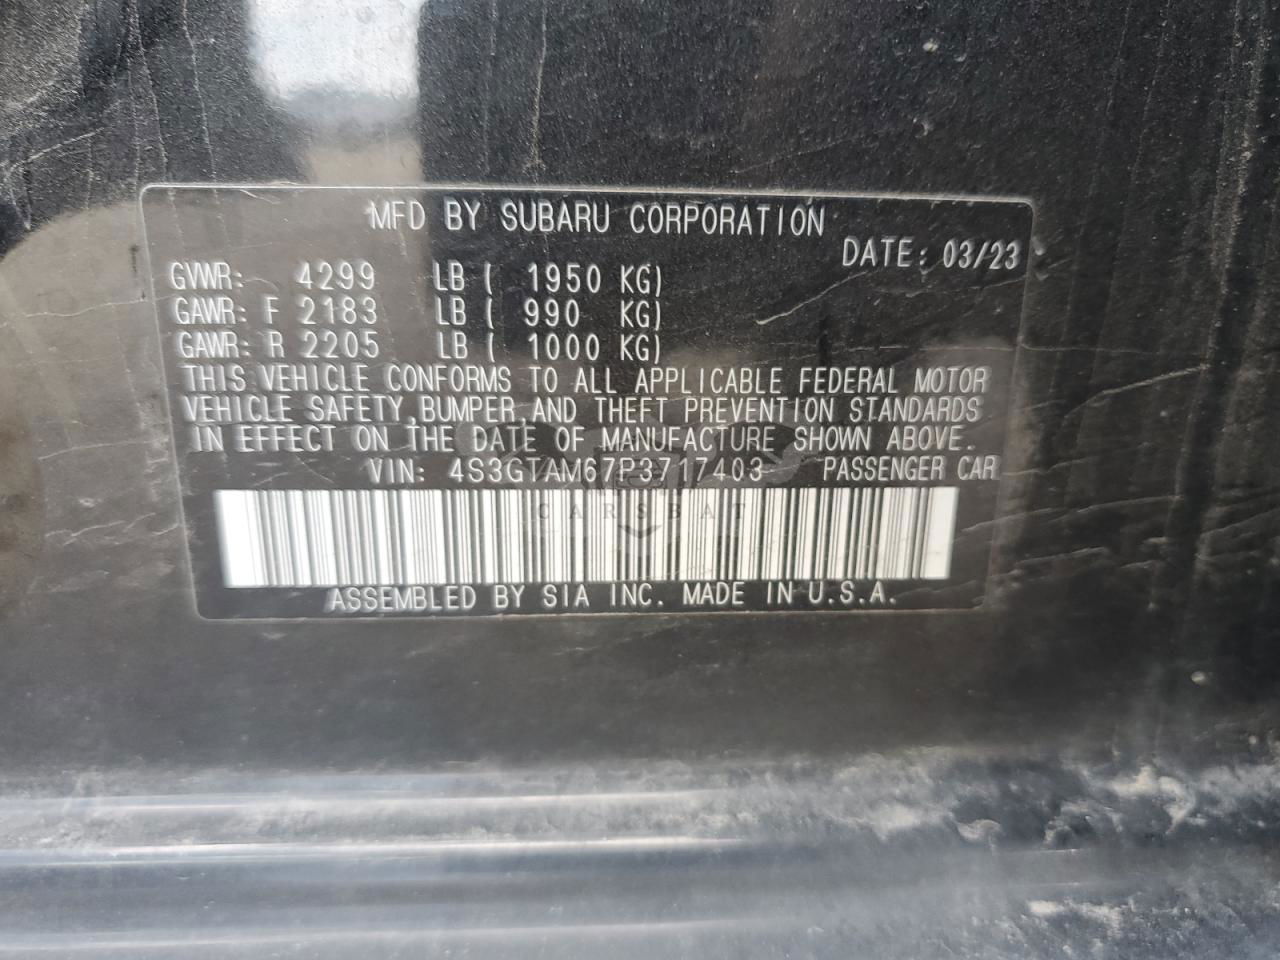 MFD BY SUBARU CORPORATION
DATE: 03/23
GVWR: 4299 LB ( 1950 KG)
GAWR: F 2183 LB ( 990 KG)
GAWR: R 2205 LB ( 1000 KG)
THIS VEHICLE CONFORMS TO ALL APPLICABLE FEDERAL MOTOR
VEHICLE SAFETY, BUMPER, AND THEFT PREVENTION STANDARDS
IN EFFECT ON THE DATE OF MANUFACTURE SHOWN ABOVE.
VIN: 4S3GTAM67P3717403 PASSENGER CAR
CARSBAT
ASSEMBLED BY SIA INC. MADE IN U.S.A.